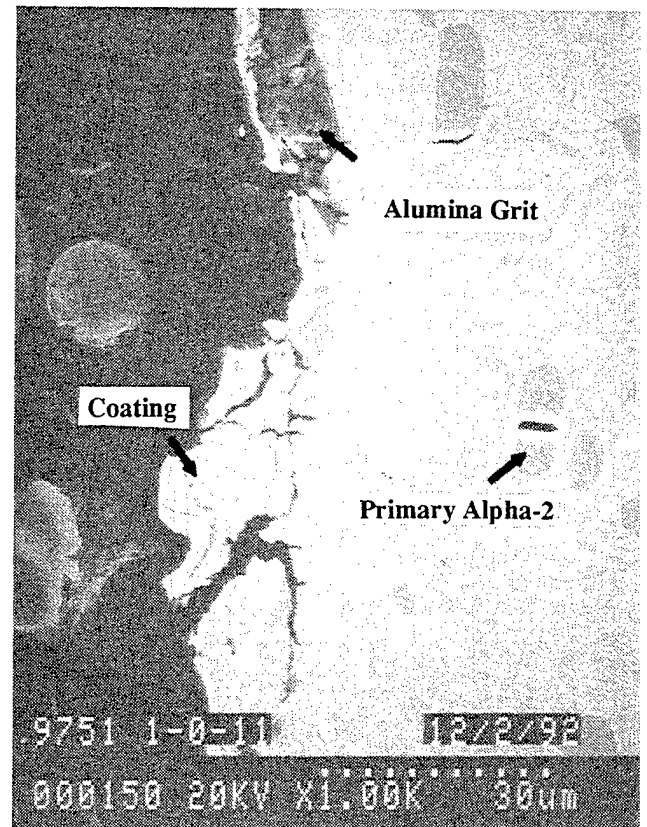 Alumina Grit
Coating
Primary Alpha-2
9751 1-0-11 12/2/92
000150 20KV X1.00K 30um